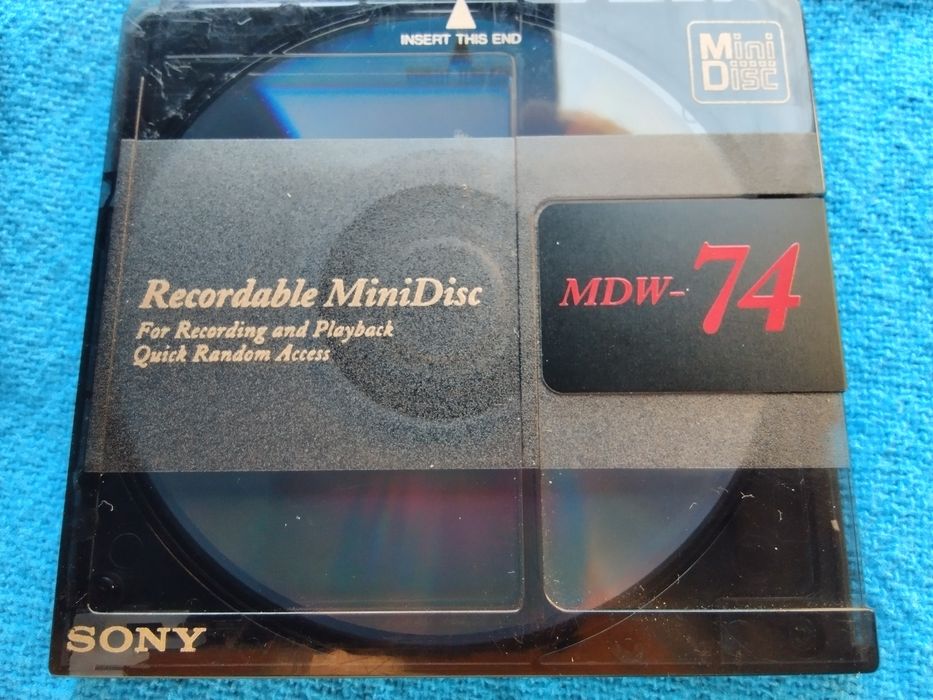 INSERT THIS END
Mini
Disc
MDW-74
Recordable MiniDisc
For Recording and Playback
Quick Random Access
SONY